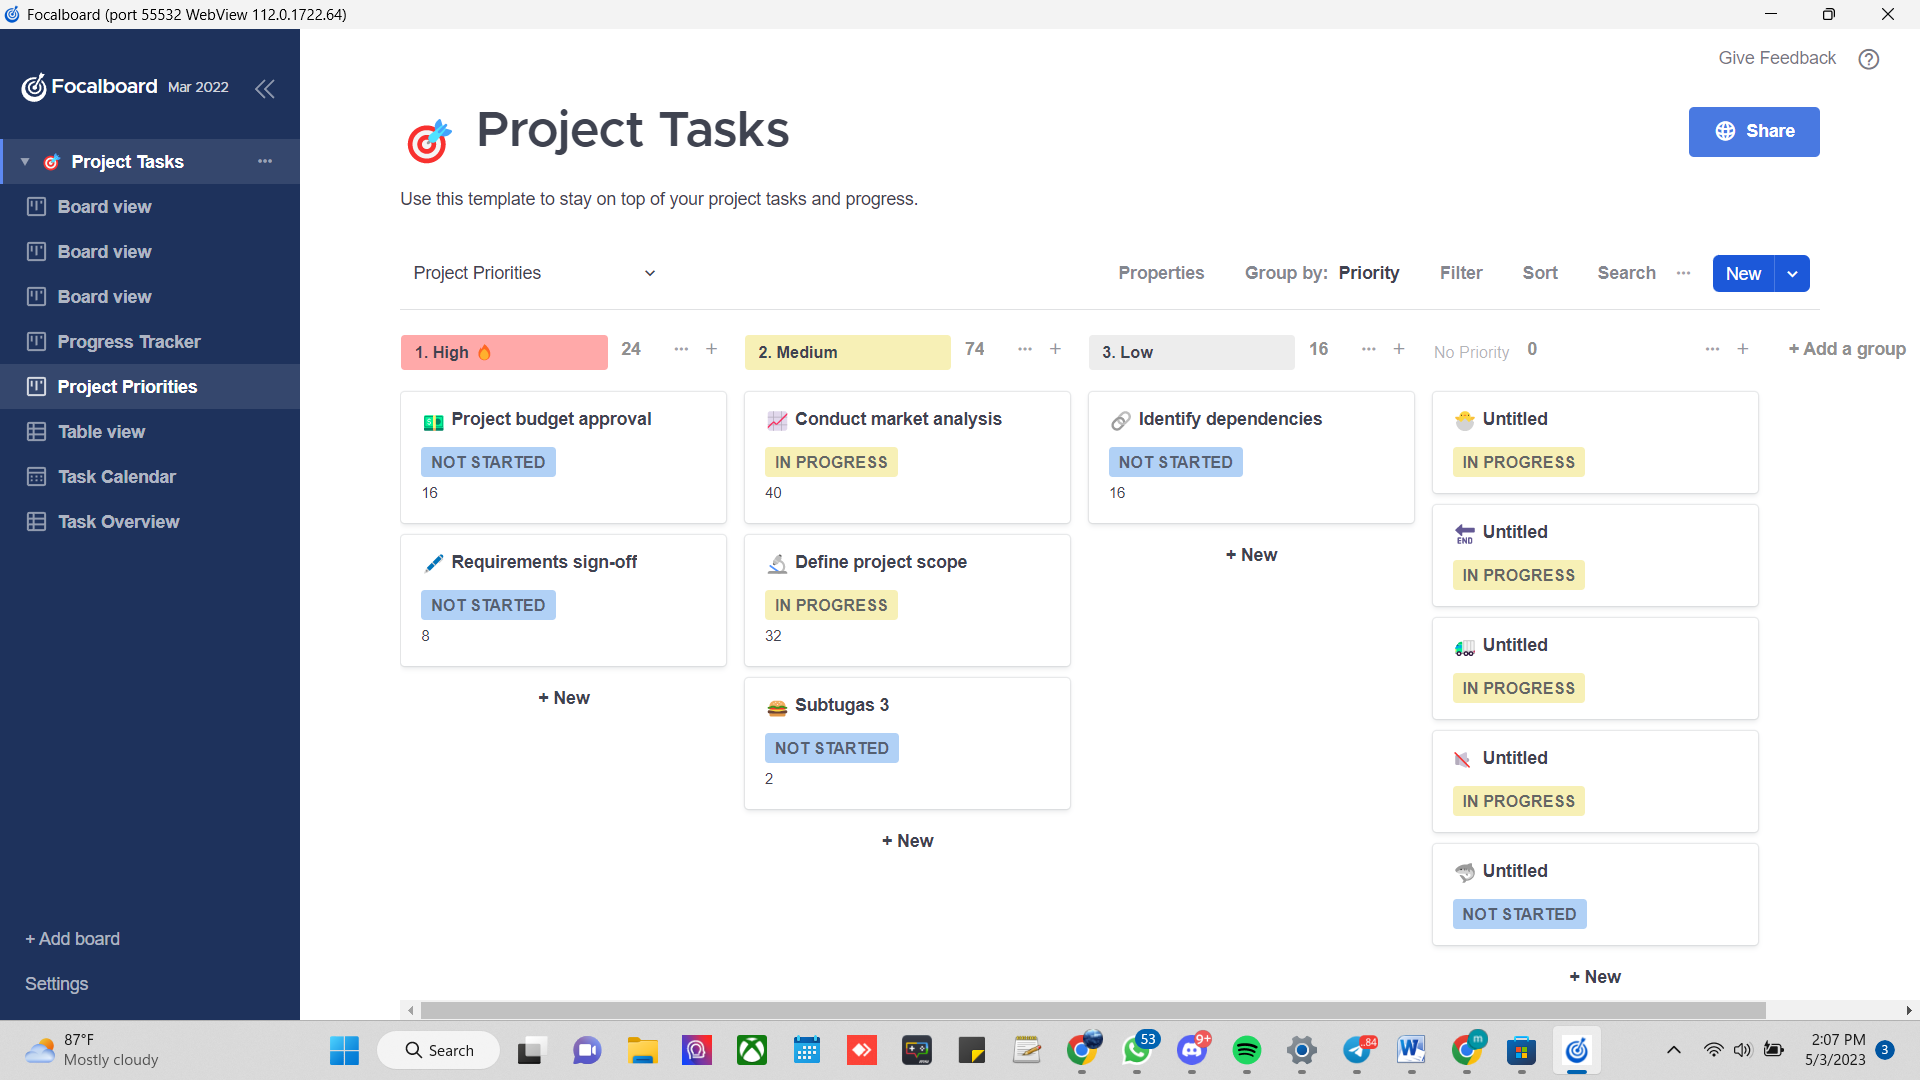 Focalboard (port 55532 WebView 112.0.1722.64)
Focalboard Mar 2022
Project Tasks
Board view
Board view
Board view
Progress Tracker
Project Priorities
Table view
Task Calendar
Task Overview
+ Add board
Settings
Give Feedback
Project Tasks
Share
Use this template to stay on top of your project tasks and progress.
Project Priorities
Properties Group by: Priority Filter Sort Search ··· New
1. High 24 ··· +
Project budget approval
NOT STARTED
16
Requirements sign-off
NOT STARTED
8
+ New
2. Medium 74 ··· +
Conduct market analysis
IN PROGRESS
40
Define project scope
IN PROGRESS
32
Subtugas 3
NOT STARTED
2
+ New
3. Low 16 ··· +
Identify dependencies
NOT STARTED
16
+ New
No Priority 0 ··· +
Untitled
IN PROGRESS
END
Untitled
IN PROGRESS
Untitled
IN PROGRESS
Untitled
IN PROGRESS
Untitled
NOT STARTED
+ New
+ Add a group
87°F
Mostly cloudy
Search
53
9+
84
W
m
2:07 PM
5/3/2023
3